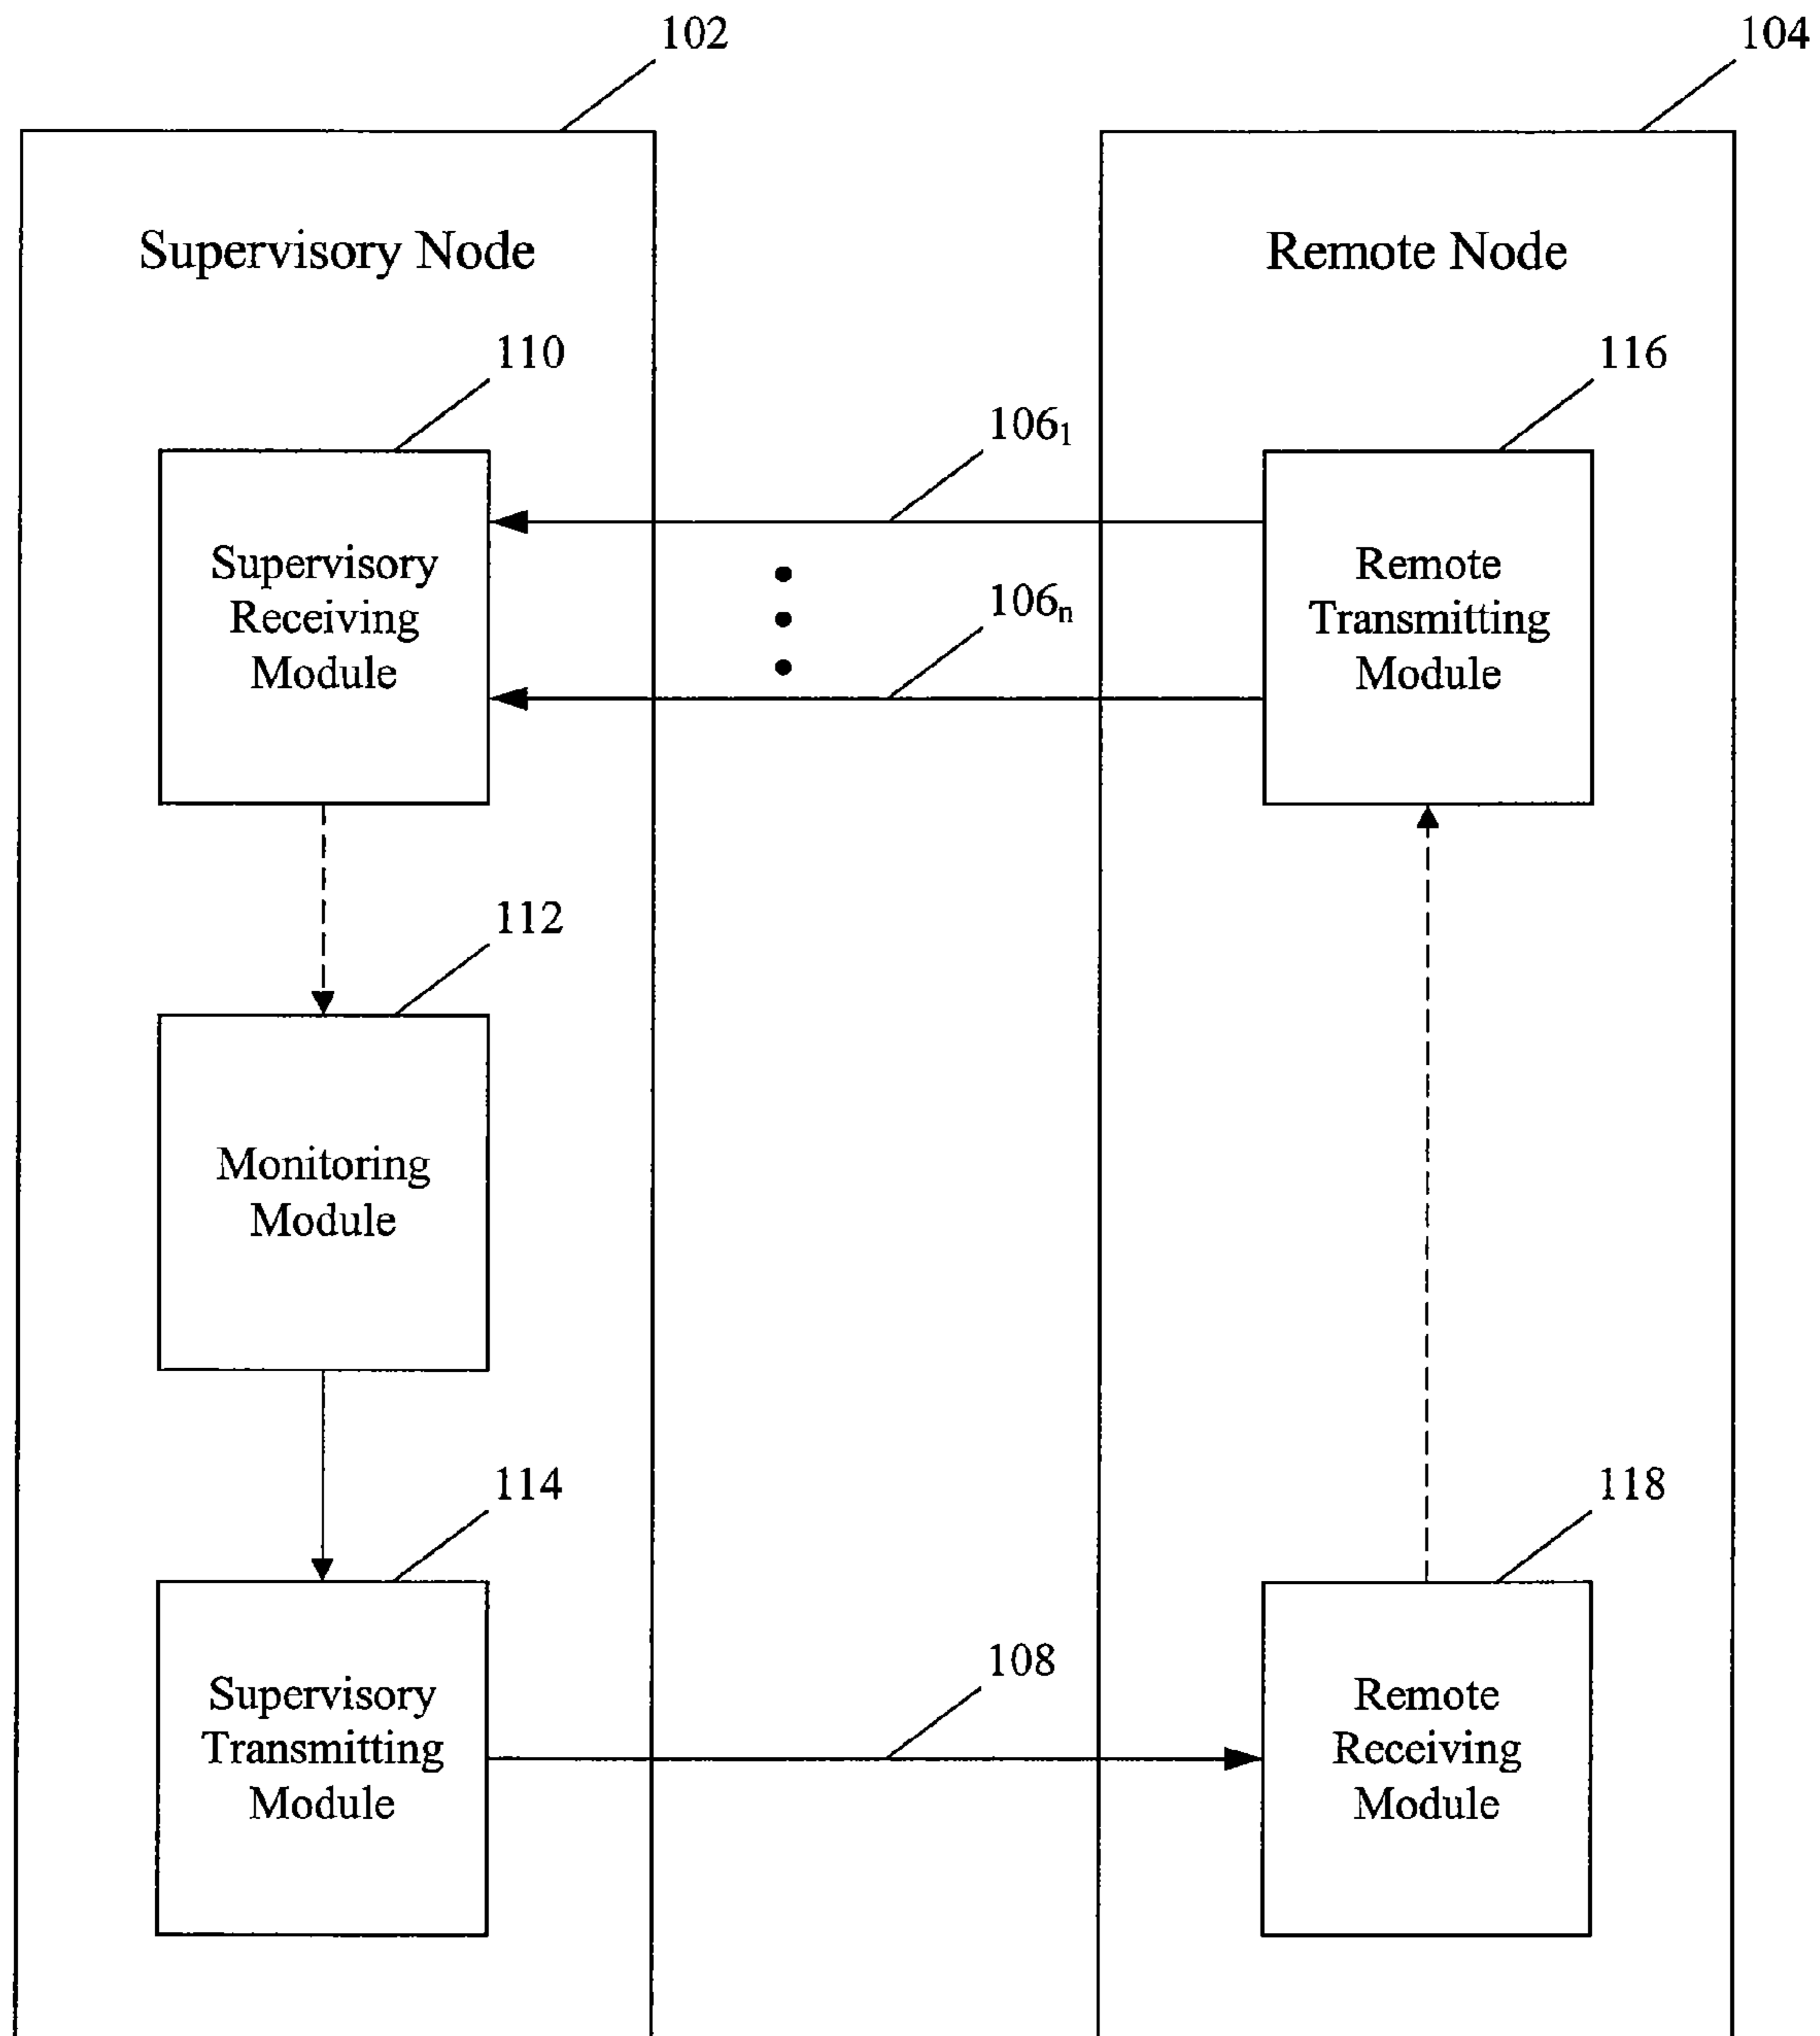 102
104
Supervisory Node
Remote Node
110
116
106₁
Supervisory
Receiving
Module
106ₙ
Remote
Transmitting
Module
112
Monitoring
Module
114
118
108
Supervisory
Transmitting
Module
Remote
Receiving
Module